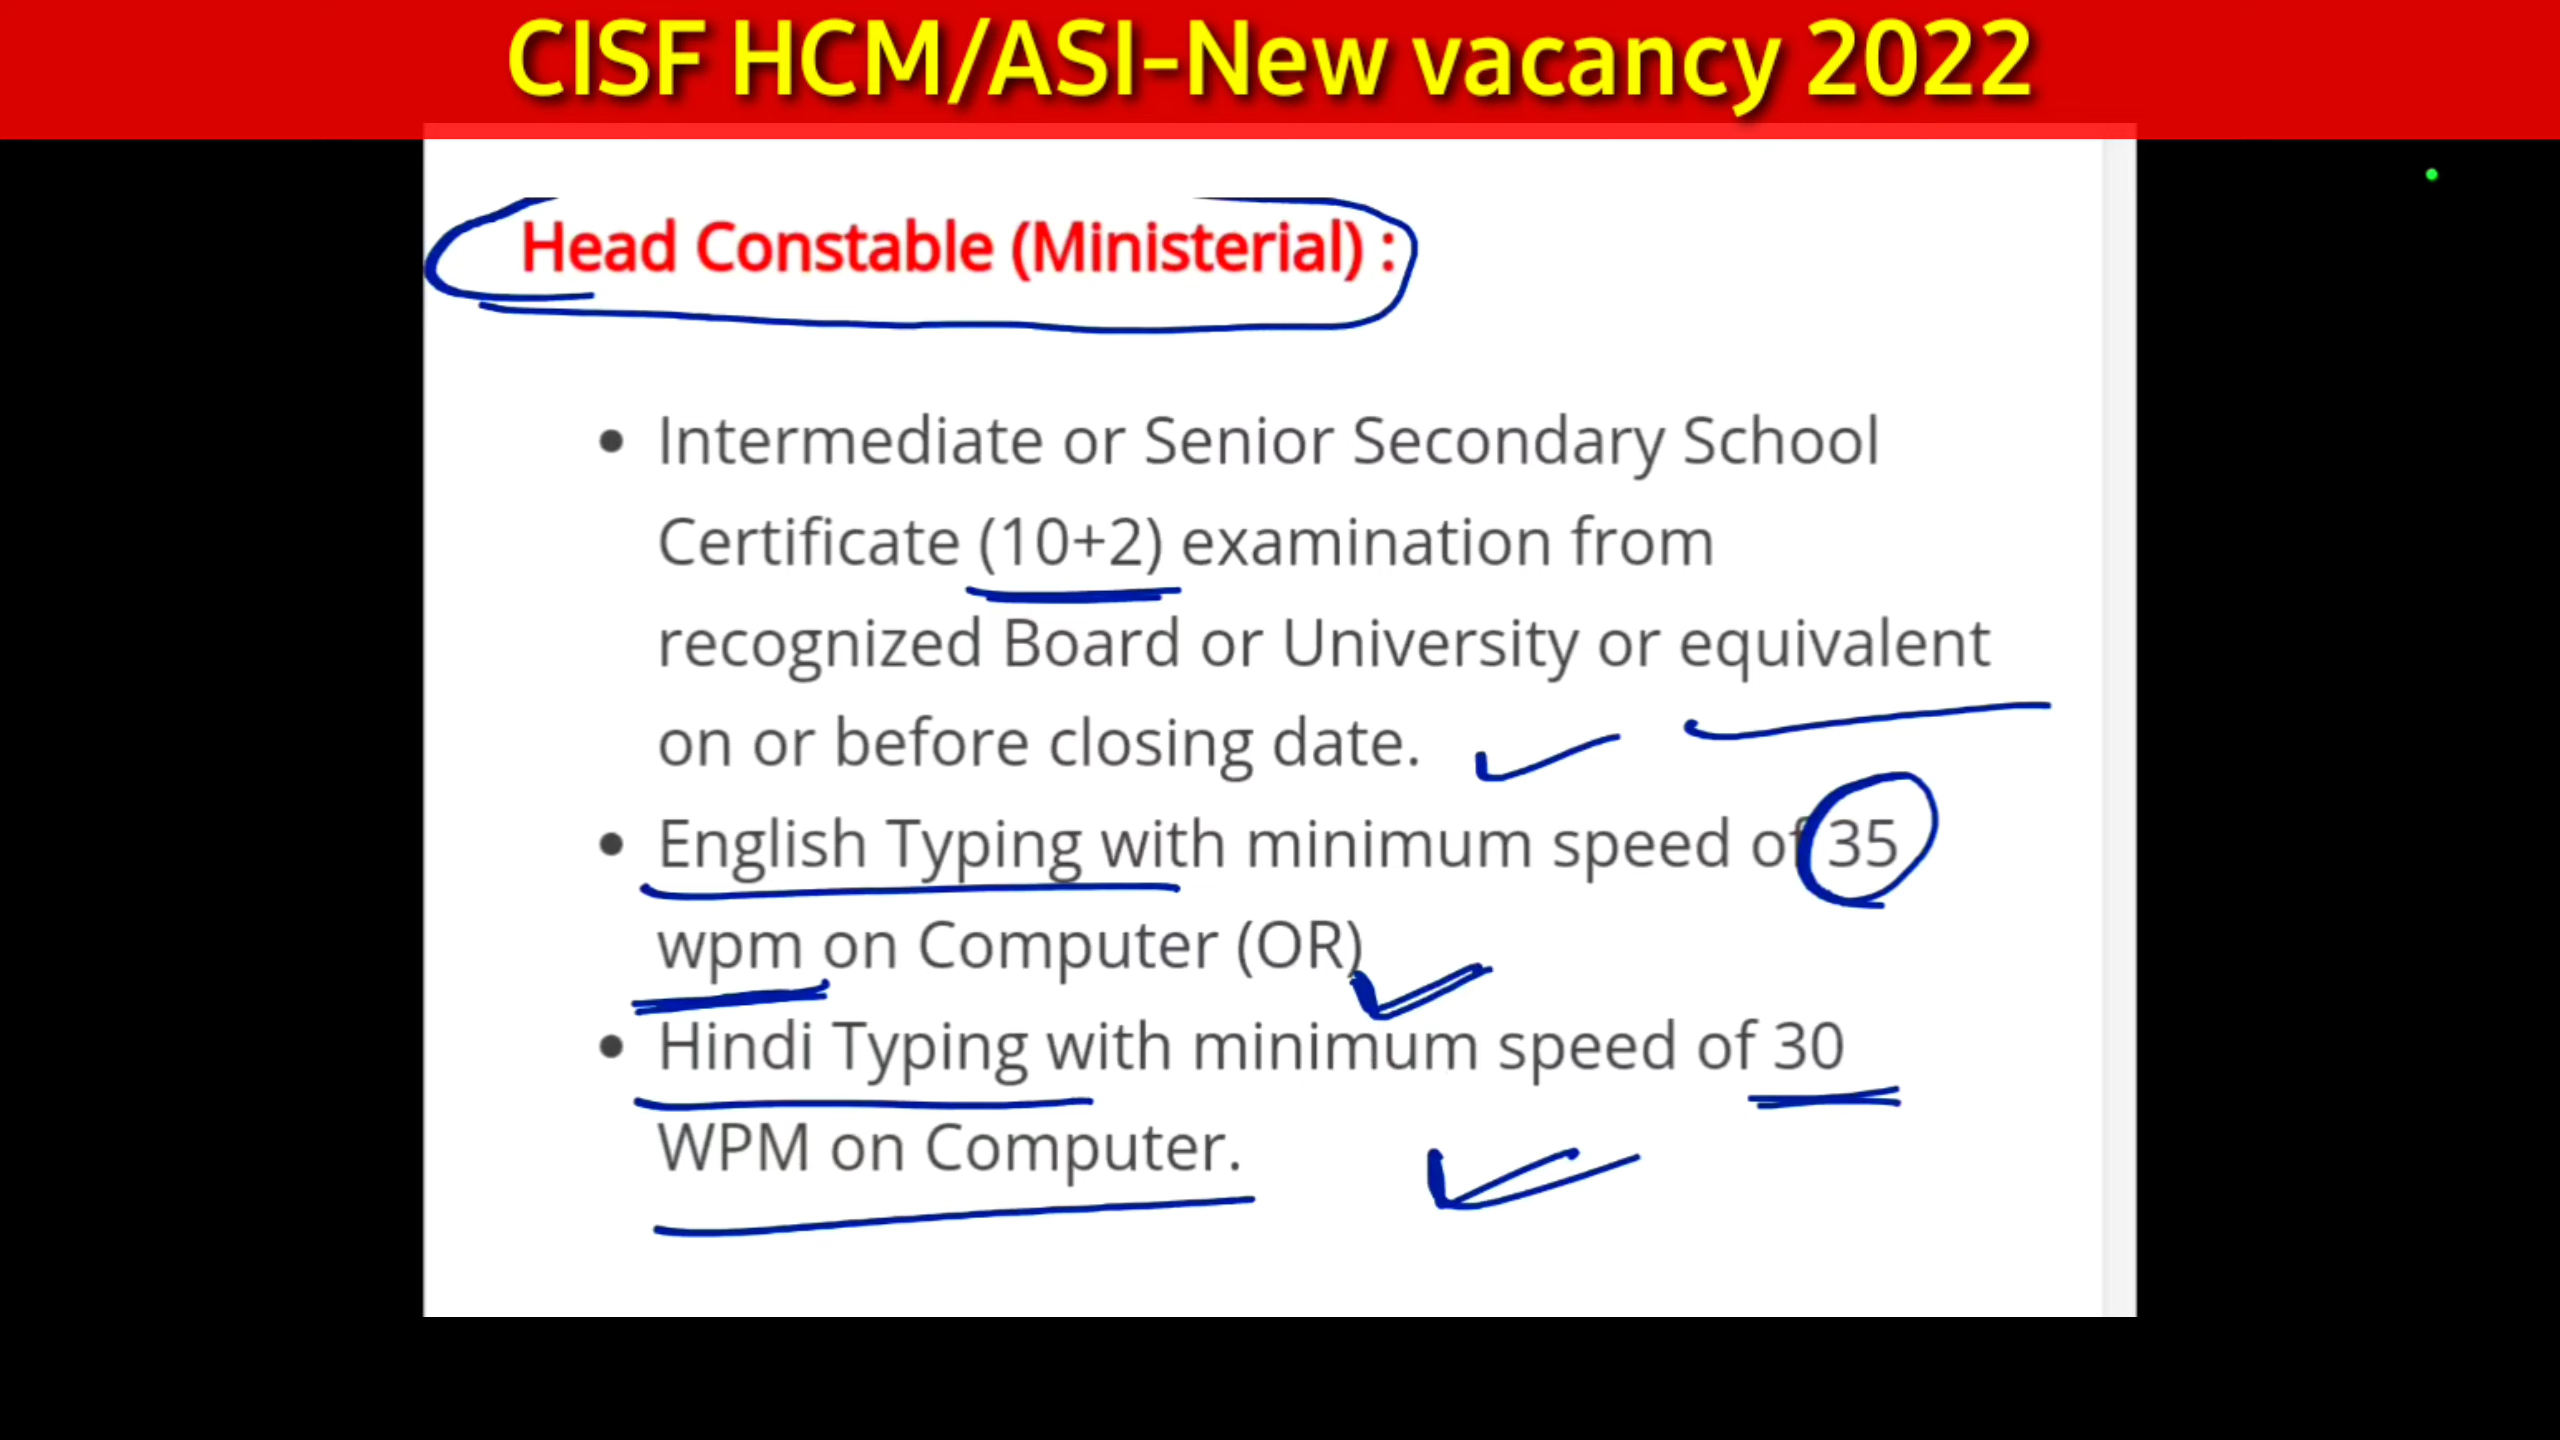 CISF HCM/ASI-New vacancy 2022
Head Constable (Ministerial) :
• Intermediate or Senior Secondary School
Certificate (10+2) examination from
recognized Board or University or equivalent
on or before closing date.
• English Typing with minimum speed of 35
wpm on Computer (OR)
• Hindi Typing with minimum speed of 30
WPM on Computer.